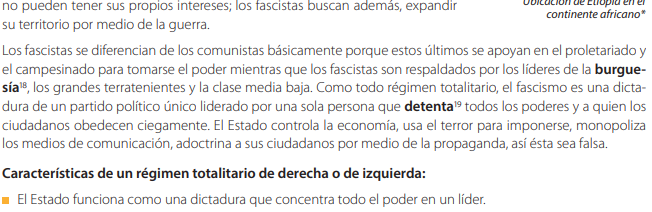 no pueden tener sus propios intereses; los fascistas buscan además, expandir
su territorio por medio de la guerra.
Ubicación de Etiopía en el
continente africano*
Los fascistas se diferencian de los comunistas básicamente porque estos últimos se apoyan en el proletariado y
el campesinado para tomarse el poder mientras que los fascistas son respaldados por los líderes de la burgue-
sía¹⁸, los grandes terratenientes y la clase media baja. Como todo régimen totalitario, el fascismo es una dicta-
dura de un partido político único liderado por una sola persona que detenta¹⁹ todos los poderes y a quien los
ciudadanos obedecen ciegamente. El Estado controla la economía, usa el terror para imponerse, monopoliza
los medios de comunicación, adoctrina a sus ciudadanos por medio de la propaganda, así ésta sea falsa.
Características de un régimen totalitario de derecha o de izquierda:
El Estado funciona como una dictadura que concentra todo el poder en un líder.